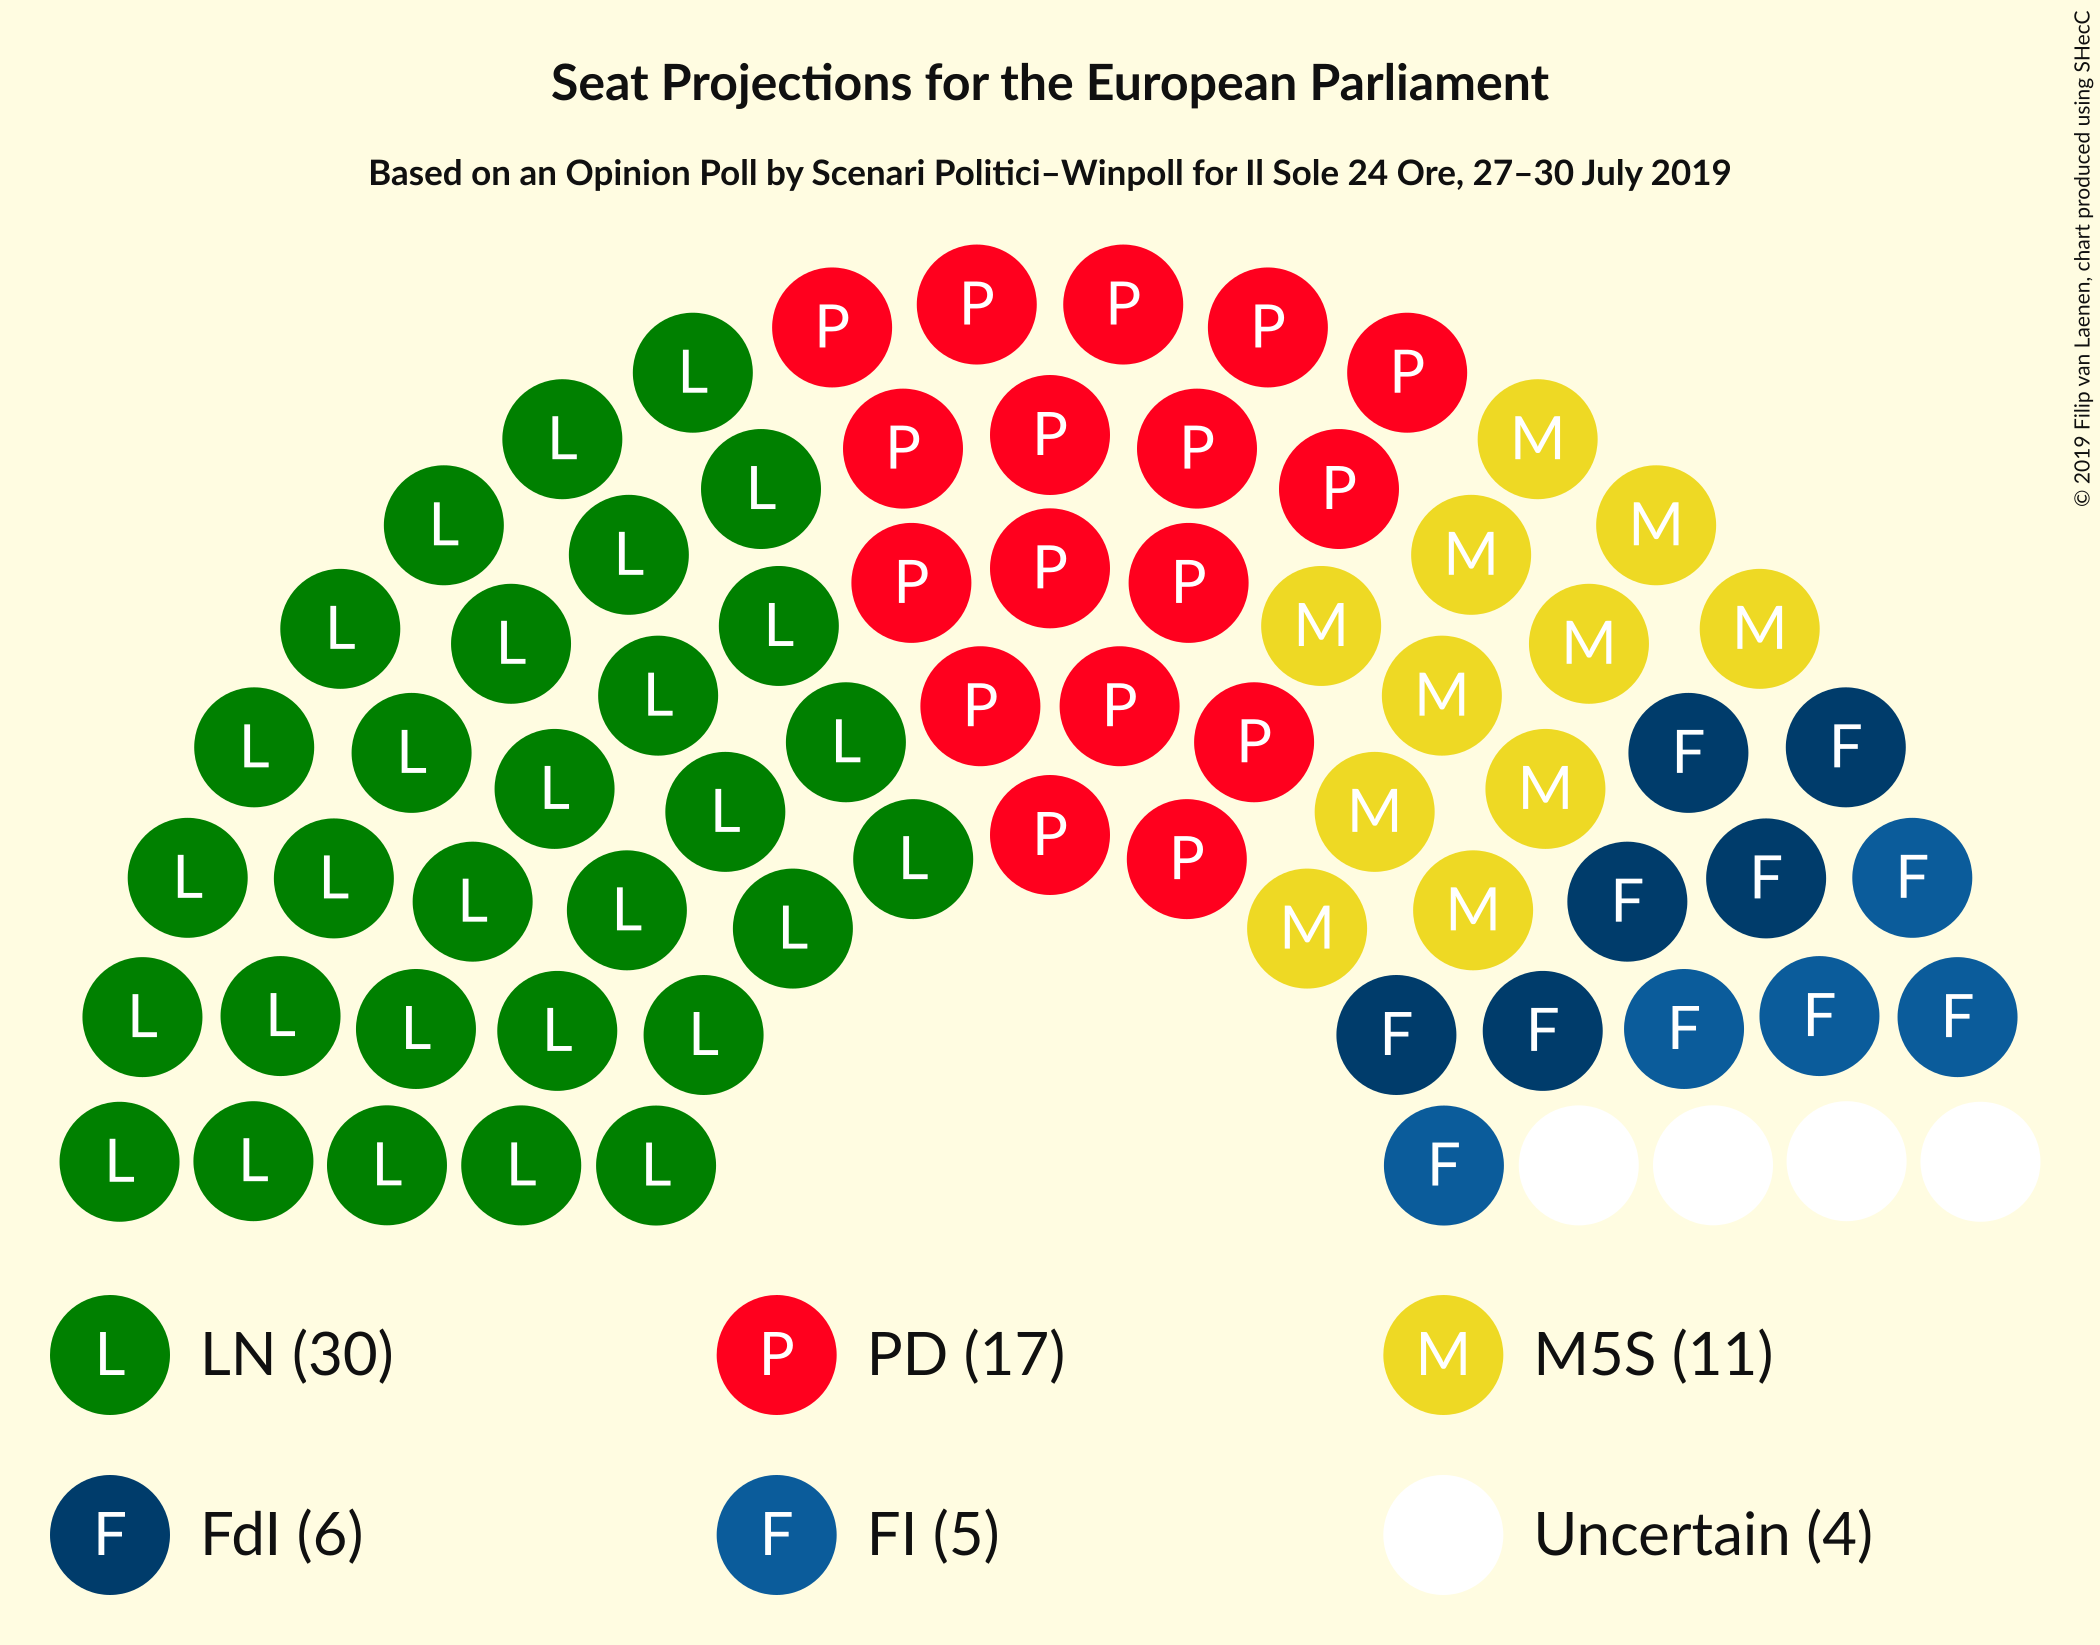 Seat Projections for the European Parliament
Based on an Opinion Poll by Scenari Politici–Winpoll for Il Sole 24 Ore, 27–30 July 2019
© 2019 Filip van Laenen, chart produced using SHecC
P P
P P
L P
L M
P
P P
L P
L M
L M
P
P P
L M
L M
L M
L M
P P
L P
L M
L F
L F
L M
L M
P
L P
L L F F
L F
L M
L M
L L F F
L L F F
L F
L L L F
L P L FdI (6)
LN (30)
L PD (17)
P M5S (11)
M
F FdI (6)
F FI (5)
Uncertain (4)